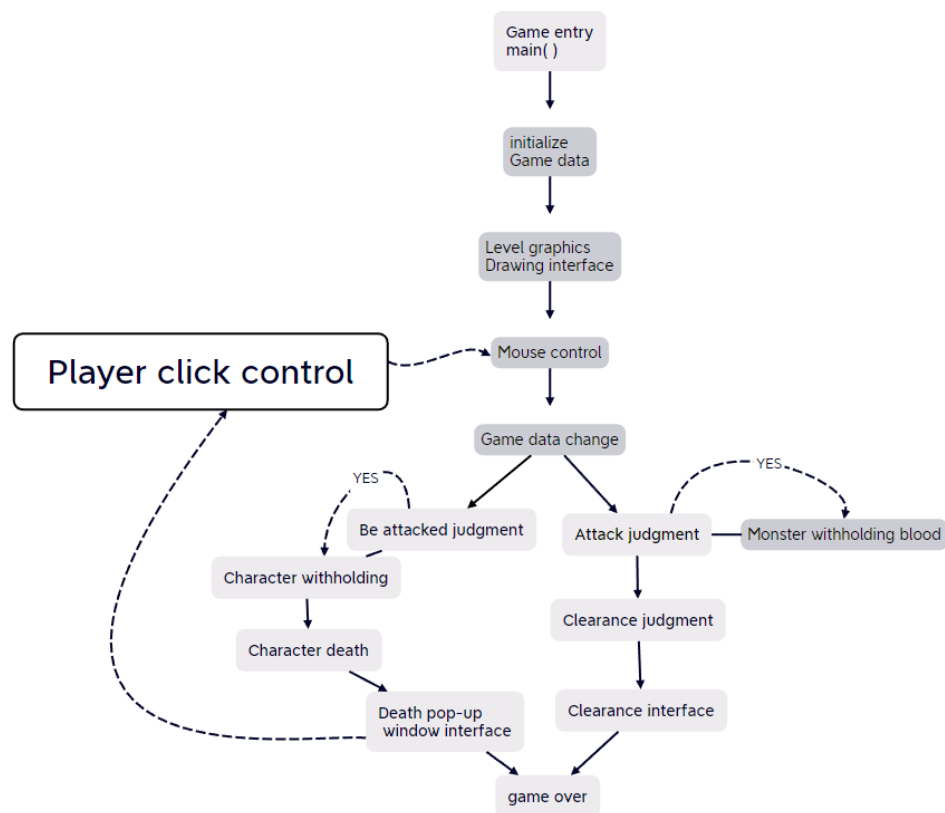 Game entry
main( )
initialize
Game data
Level graphics
Drawing interface
Mouse control
Player click control
Game data change
YES
YES
Be attacked judgment
Attack judgment
Monster withholding blood
Character withholding
Clearance judgment
Character death
Death pop-up
window interface
Clearance interface
game over